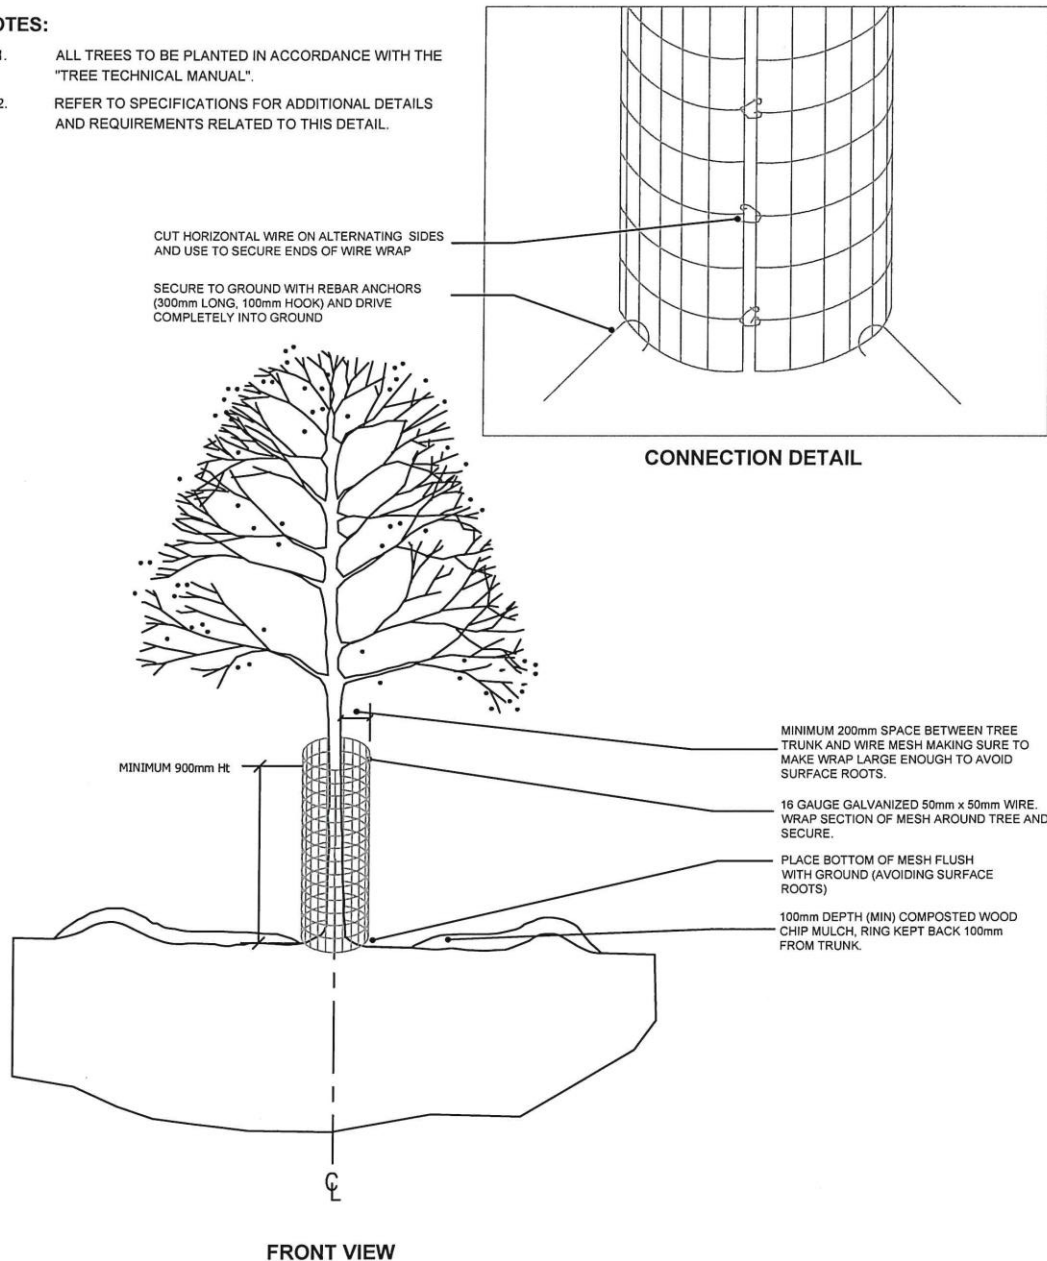 OTES:
1. ALL TREES TO BE PLANTED IN ACCORDANCE WITH THE
"TREE TECHNICAL MANUAL".
2. REFER TO SPECIFICATIONS FOR ADDITIONAL DETAILS
AND REQUIREMENTS RELATED TO THIS DETAIL.
CUT HORIZONTAL WIRE ON ALTERNATING SIDES
AND USE TO SECURE ENDS OF WIRE WRAP
SECURE TO GROUND WITH REBAR ANCHORS
(300mm LONG, 100mm HOOK) AND DRIVE
COMPLETELY INTO GROUND
CONNECTION DETAIL
MINIMUM 900mm Ht
MINIMUM 200mm SPACE BETWEEN TREE
TRUNK AND WIRE MESH MAKING SURE TO
MAKE WRAP LARGE ENOUGH TO AVOID
SURFACE ROOTS.
16 GAUGE GALVANIZED 50mm x 50mm WIRE.
WRAP SECTION OF MESH AROUND TREE AND
SECURE.
PLACE BOTTOM OF MESH FLUSH
WITH GROUND (AVOIDING SURFACE
ROOTS)
100mm DEPTH (MIN) COMPOSTED WOOD
CHIP MULCH, RING KEPT BACK 100mm
FROM TRUNK.
CL
FRONT VIEW